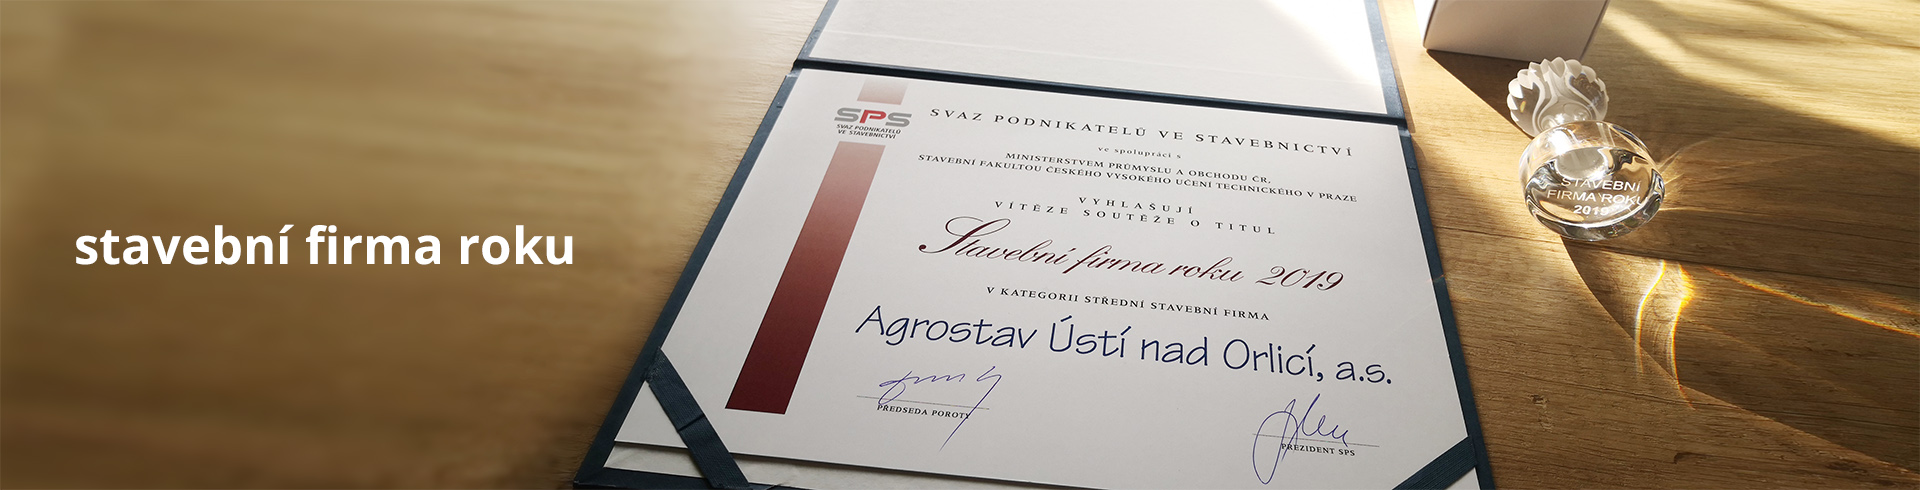 stavební firma roku
SPS
SVAZ PODNIKATELŮ
VE STAVEBNICTVÍ
SVAZ PODNIKATELŮ VE STAVEBNICTVÍ
ve spolupráci s
MINISTERSTVEM PRŮMYSLU A OBCHODU ČR,
STAVEBNÍ FAKULTOU ČESKÉHO VYSOKÉHO UČENÍ TECHNICKÉHO V PRAZE
VYHLAŠUJÍ
VÍTĚZE SOUTĚŽE O TITUL
Stavební firma roku 2019
V KATEGORII STŘEDNÍ STAVEBNÍ FIRMA
Agrostav Ústí nad Orlicí, a.s.
PŘEDSEDA POROTY
PREZIDENT SPS
STAVEBNÍ
FIRMA ROKU
2019